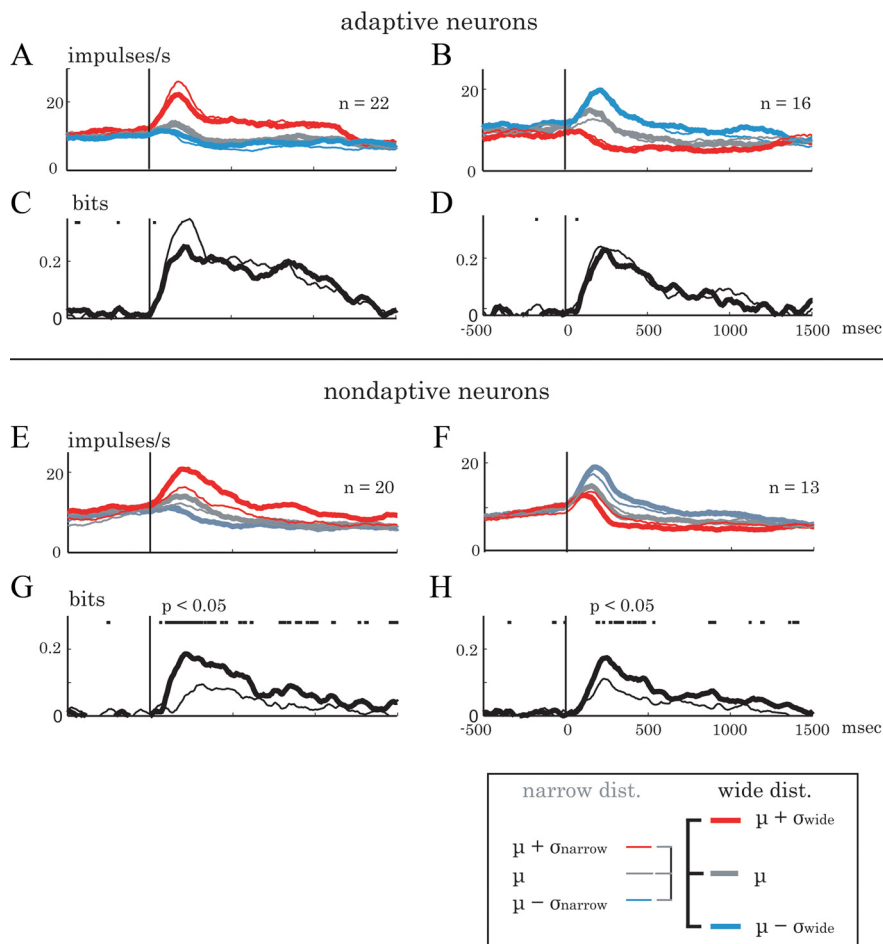 adaptive neurons
A
impulses/s
20
0
n = 22
B
20
0
n = 16
C
bits
0.2
0
D
0.2
0
-500
0
500
1000
1500
msec
nondaptive neurons
E
impulses/s
20
0
n = 20
F
20
0
n = 13
G
bits
p < 0.05
0.2
0
H
p < 0.05
0.2
0
-500
0
500
1000
1500
msec
narrow dist.
wide dist.
μ + σnarrow
μ
μ − σnarrow
μ + σwide
μ
μ − σwide